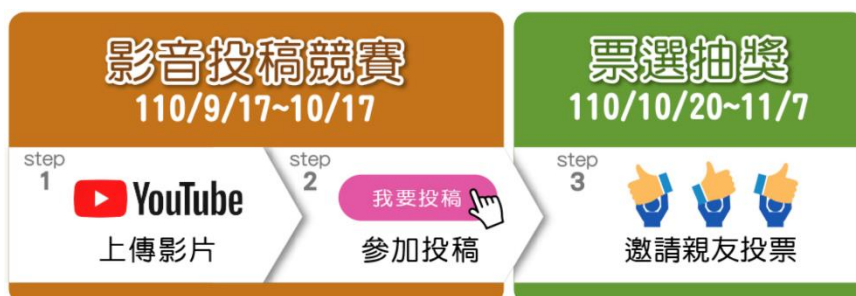 影音投稿競賽
110/9/17~10/17
票選抽獎
110/10/20~11/7
step
1
YouTube
上傳影片
step
2
我要投稿
參加投稿
step
3
邀請親友投票